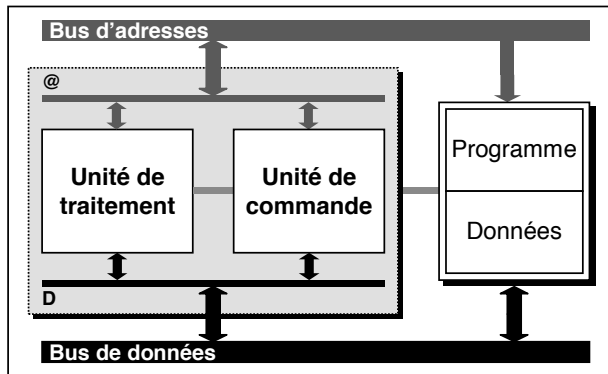 Bus d’adresses
@
Unité de
traitement
Unité de
commande
Programme
Données
D
Bus de données